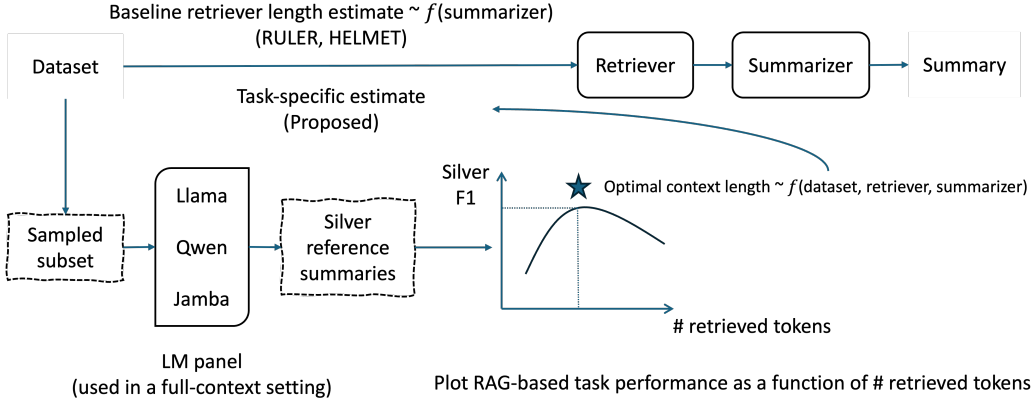 Baseline retriever length estimate ~ 𝑓(summarizer)
(RULER, HELMET)
Dataset
Retriever
Summarizer
Summary
Task-specific estimate
(Proposed)
Silver
F1
Optimal context length ~ 𝑓(dataset, retriever, summarizer)
Llama
Qwen
Jamba
Sampled
subset
Silver
reference
summaries
# retrieved tokens
LM panel
(used in a full-context setting)
Plot RAG-based task performance as a function of # retrieved tokens